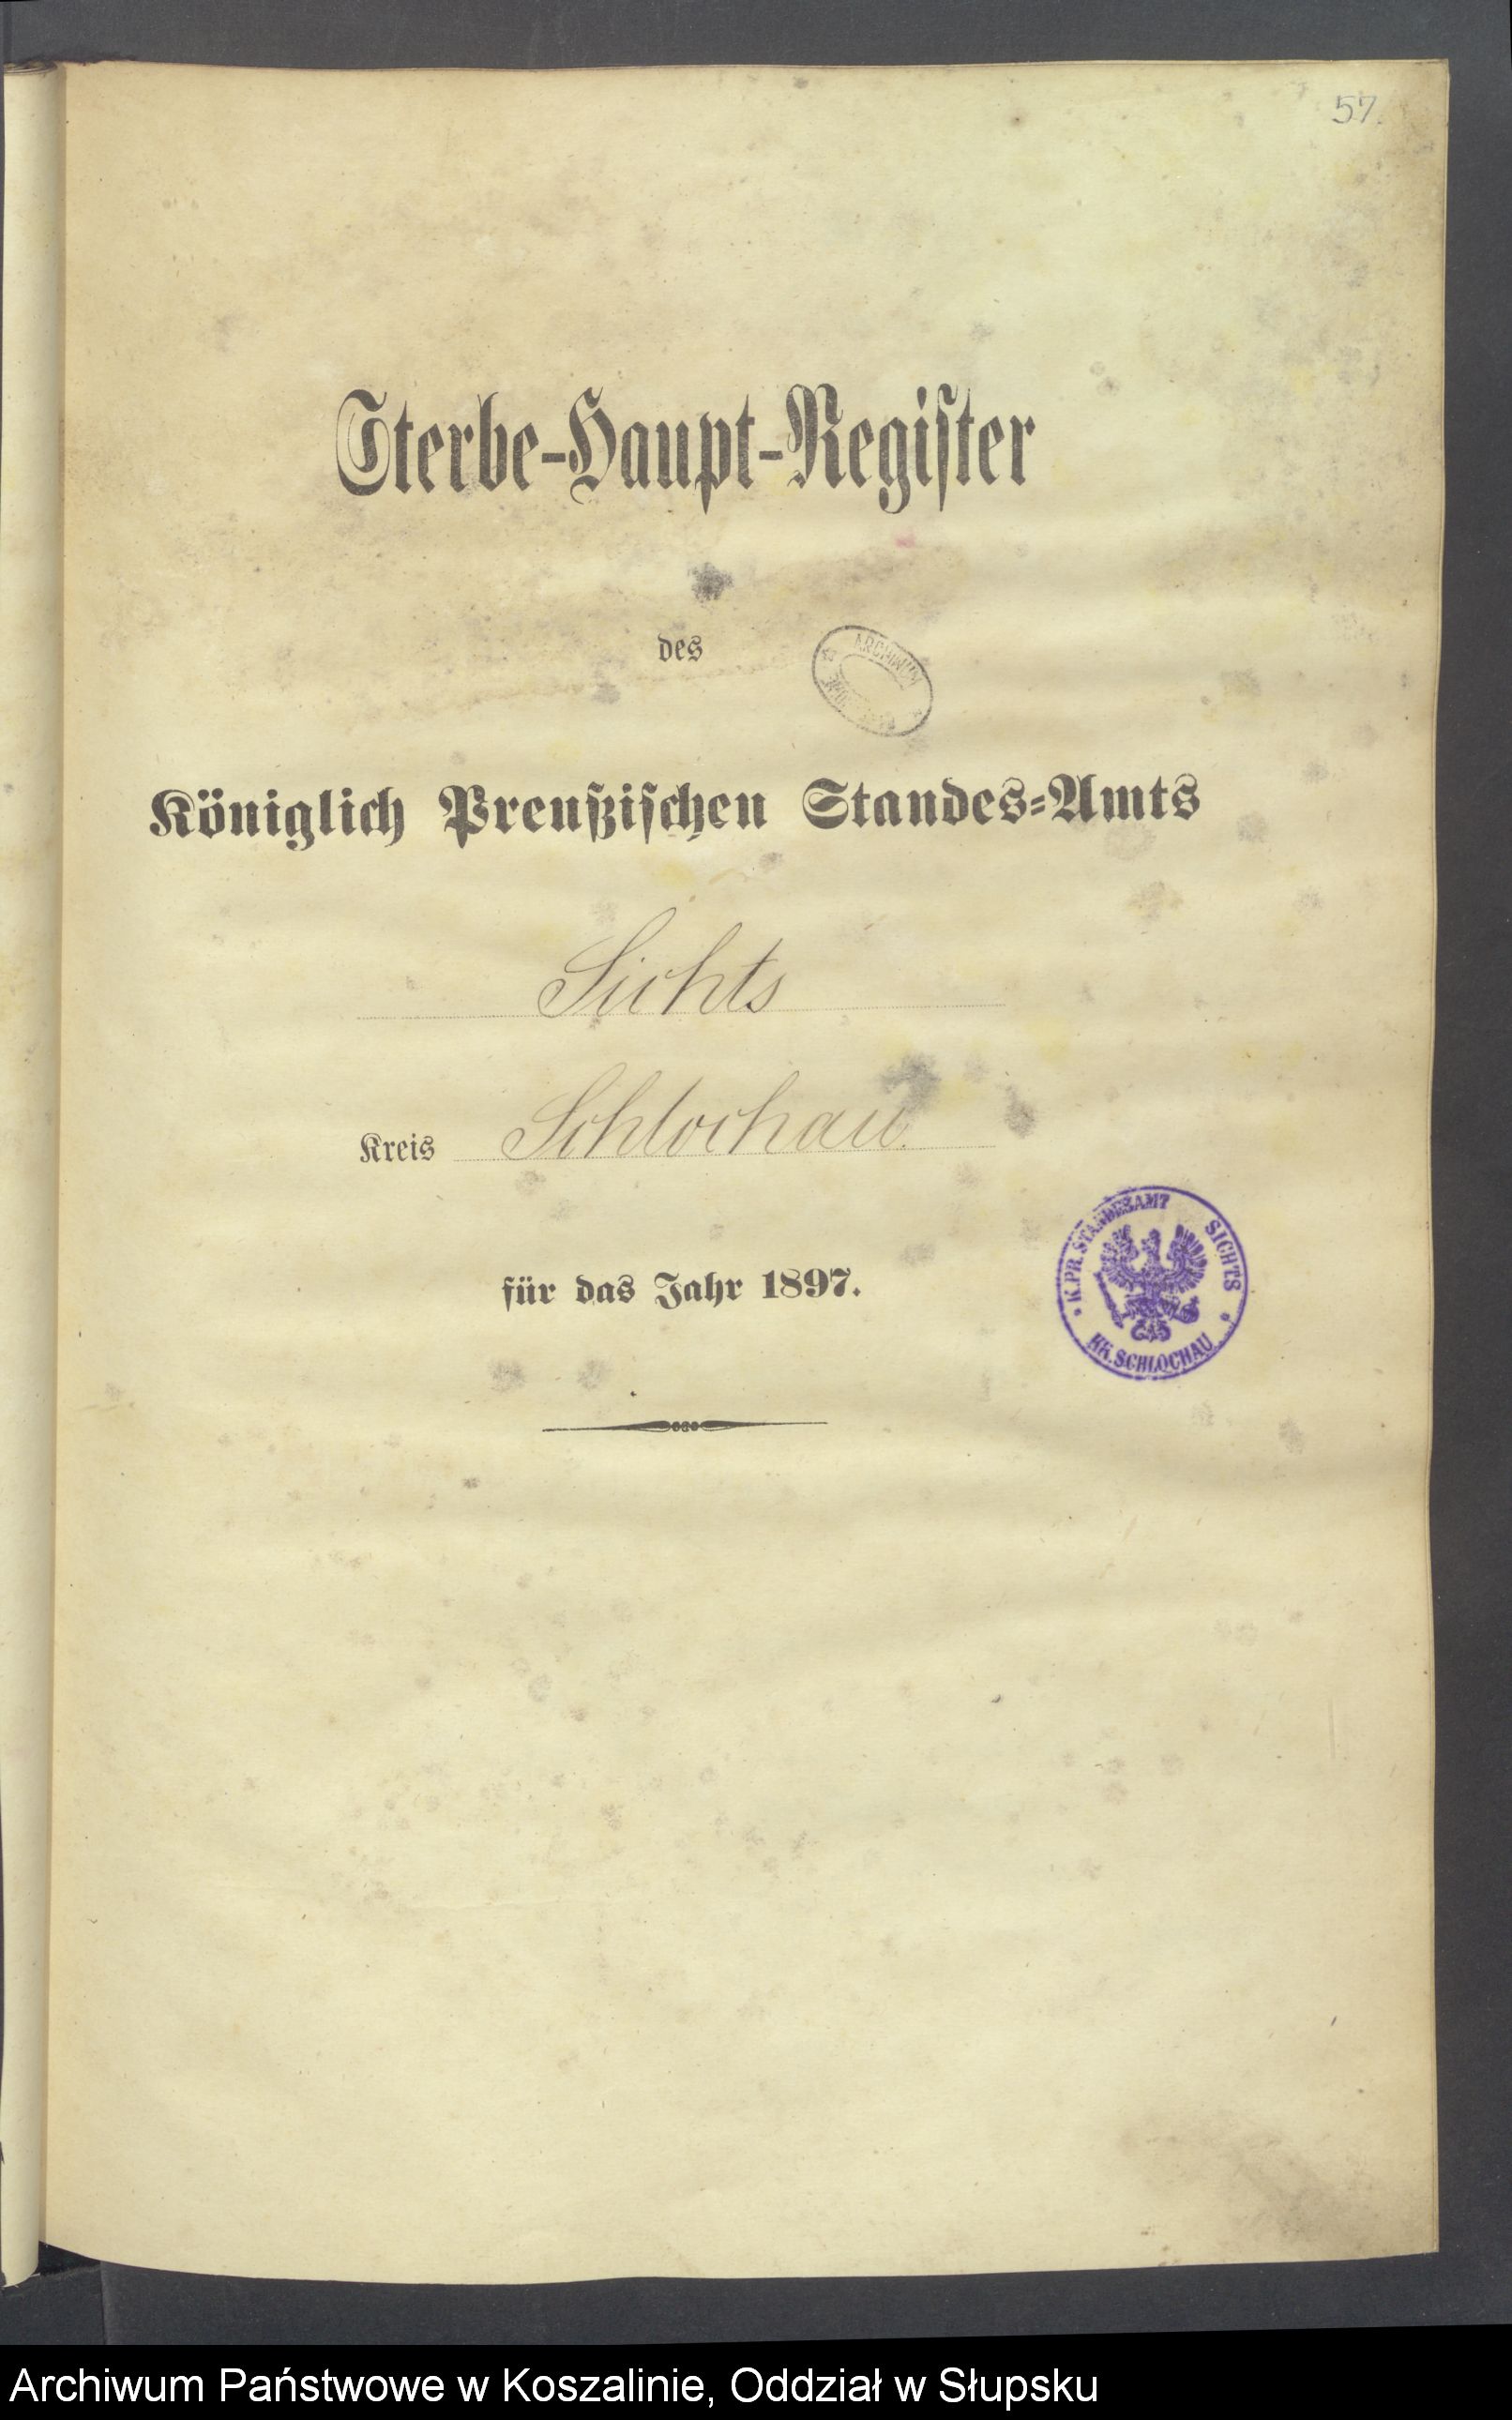 57.
Sterbe-Haupt-Register
des
ARCHIWUM
Königlich Preußischen Standes-Amts
Sichts
Kreis Schlochau.
für das Jahr 1897.
K. PR. STANDESAMT SICHTS
KR. SCHLOCHAU
Archiwum Państwowe w Koszalinie, Oddział w Słupsku